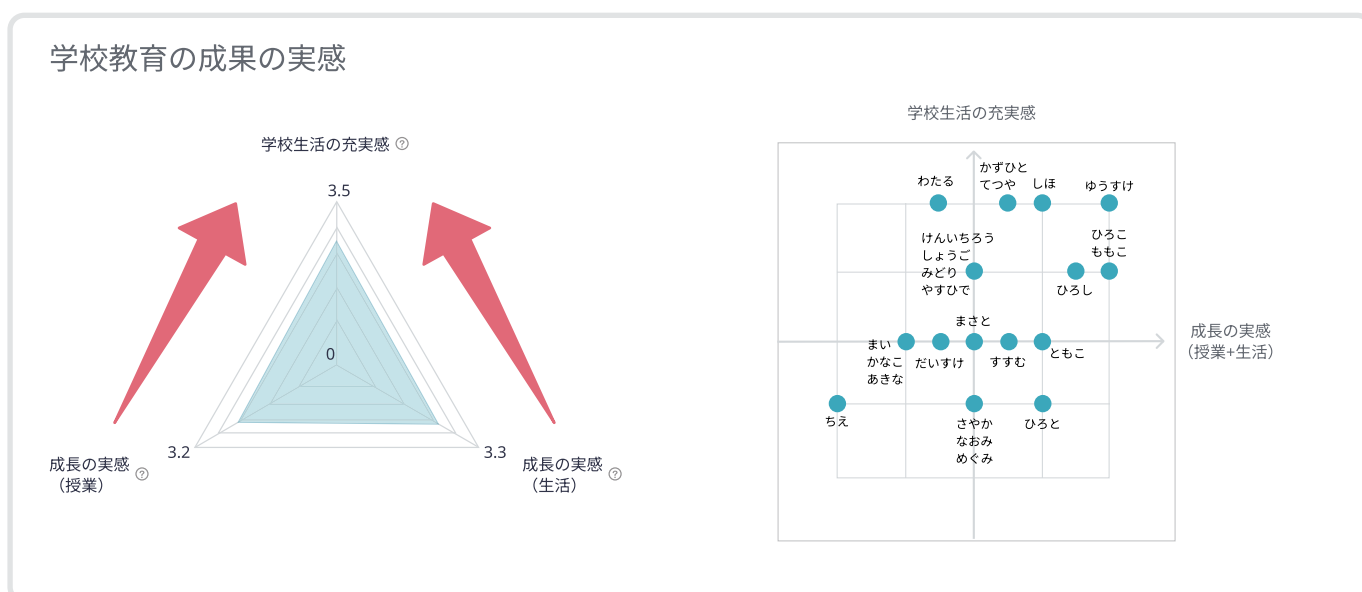 学校教育の成果の実感
学校生活の充実感 ?
3.5
0
3.2
3.3
成長の実感
（授業） ?
成長の実感
（生活） ?
学校生活の充実感
わたる
かずひと
てつや
しほ
ゆうすけ
けんいちろう
しょうご
みどり
やすひで
ひろこ
ももこ
ひろし
まさと
まい
かなこ
あきな
だいすけ
すすむ
ともこ
成長の実感
（授業+生活）
ちえ
さやか
なおみ
めぐみ
ひろと